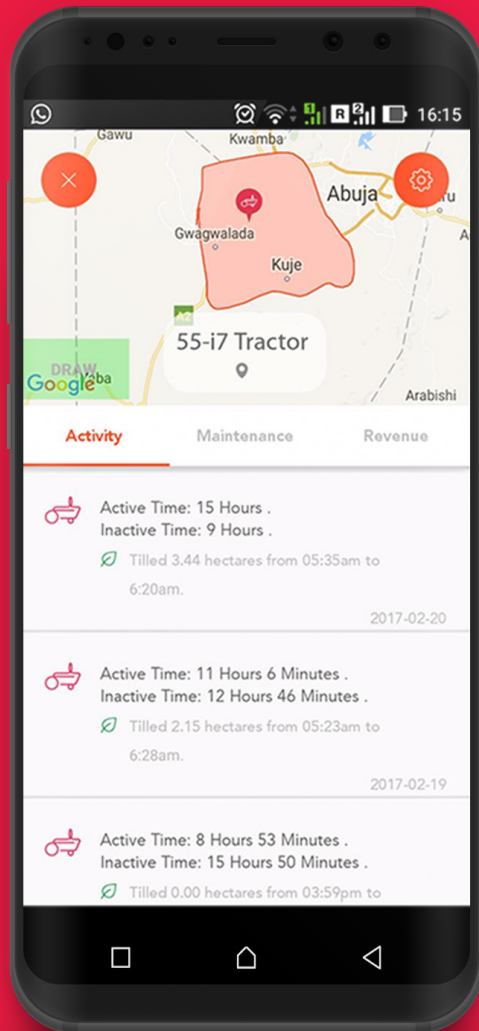 16:15
Gawu
Kwamba
Abuja
Gwagwalada
Kuje
A2
55-i7 Tractor
DRAW
Google
Arabishi
Activity Maintenance Revenue
Active Time: 15 Hours .
Inactive Time: 9 Hours .
Tilled 3.44 hectares from 05:35am to
6:20am.
2017-02-20
Active Time: 11 Hours 6 Minutes .
Inactive Time: 12 Hours 46 Minutes .
Tilled 2.15 hectares from 05:23am to
6:28am.
2017-02-19
Active Time: 8 Hours 53 Minutes .
Inactive Time: 15 Hours 50 Minutes .
Tilled 0.00 hectares from 03:59pm to